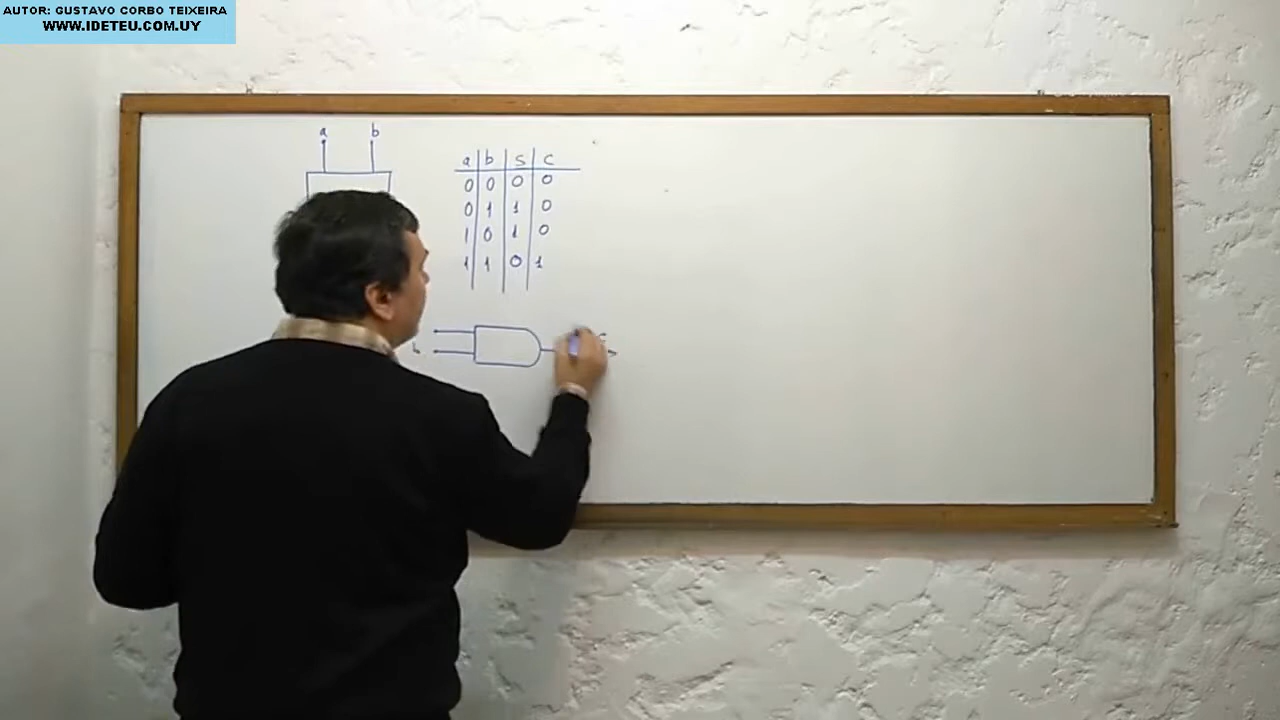 AUTOR: GUSTAVO CORBO TEIXEIRA
WWW.IDETEU.COM.UY
a b
a b S C
0 0 0 0
0 1 1 0
1 0 1 0
1 1 0 1